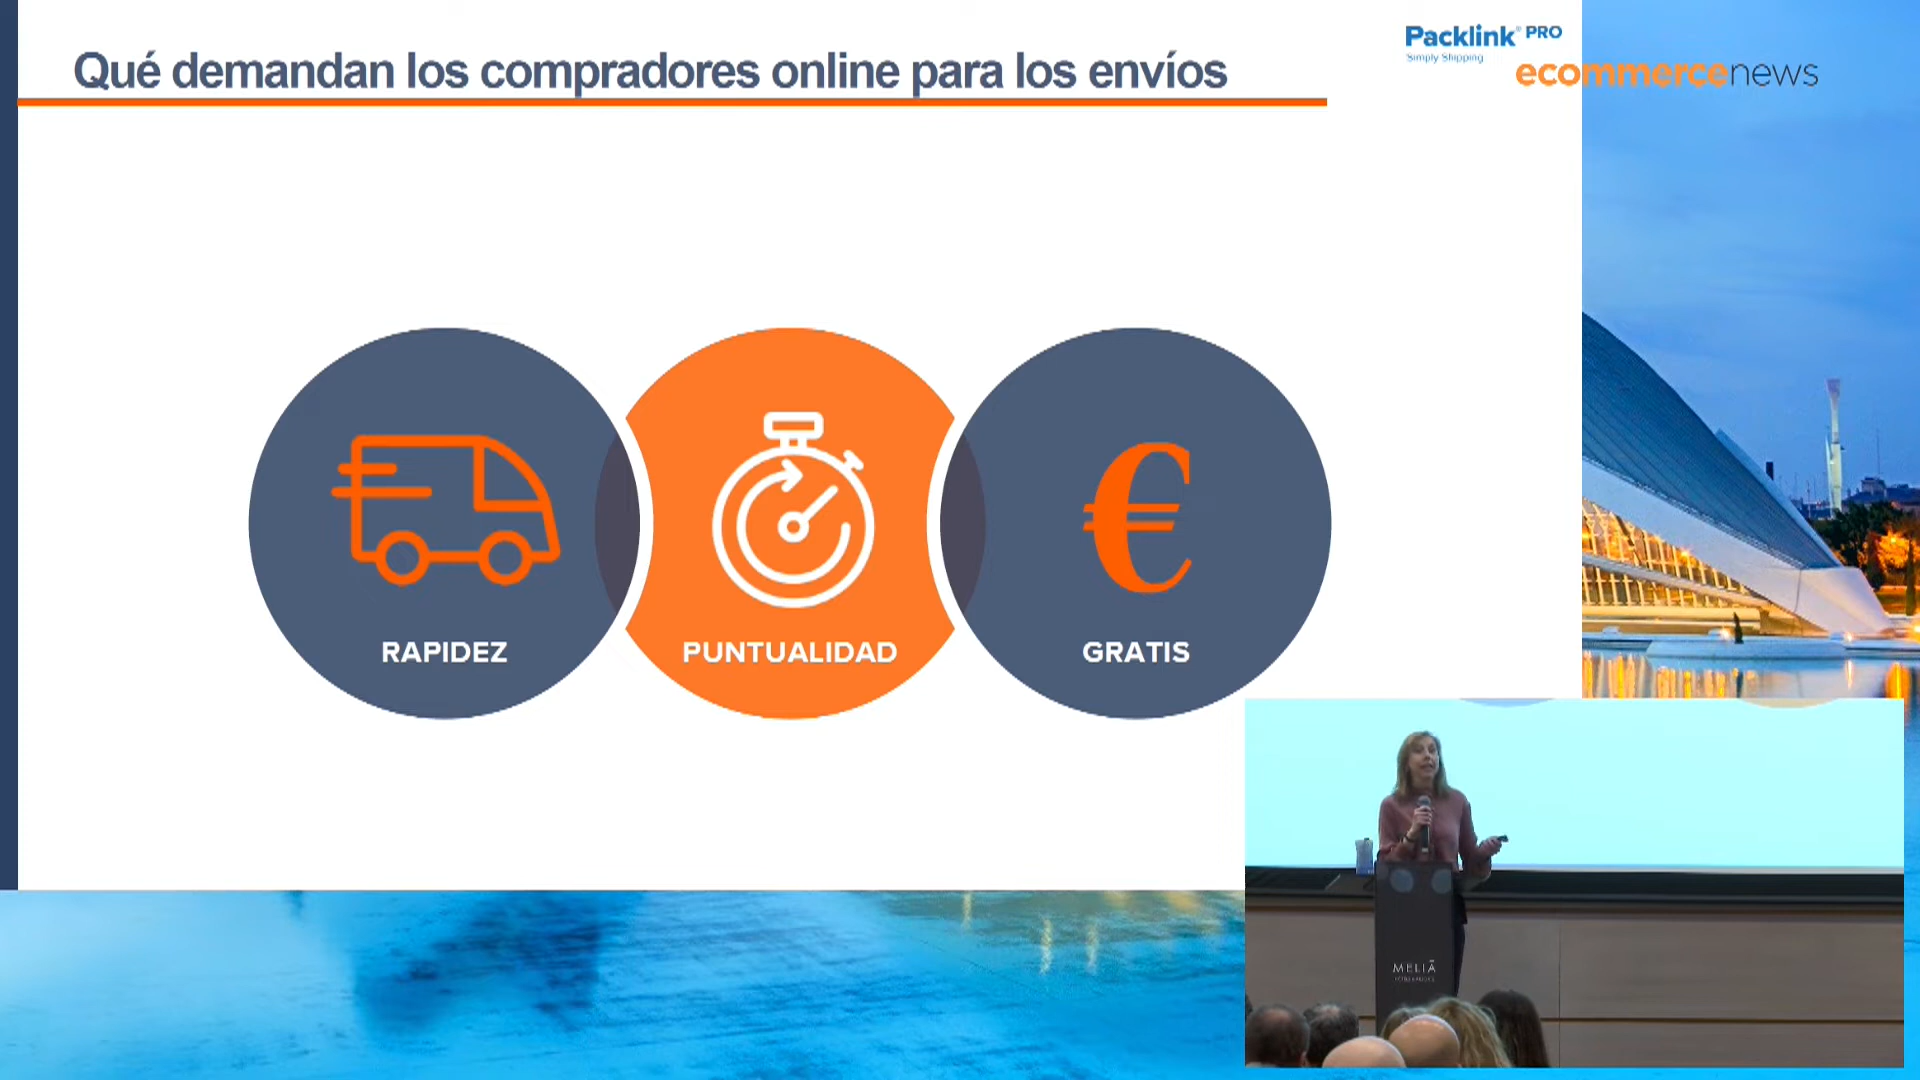 Qué demandan los compradores online para los envíos
Packlink® PRO
Simply Shipping
ecommercenews
RAPIDEZ
PUNTUALIDAD
GRATIS
€
MELIÃ